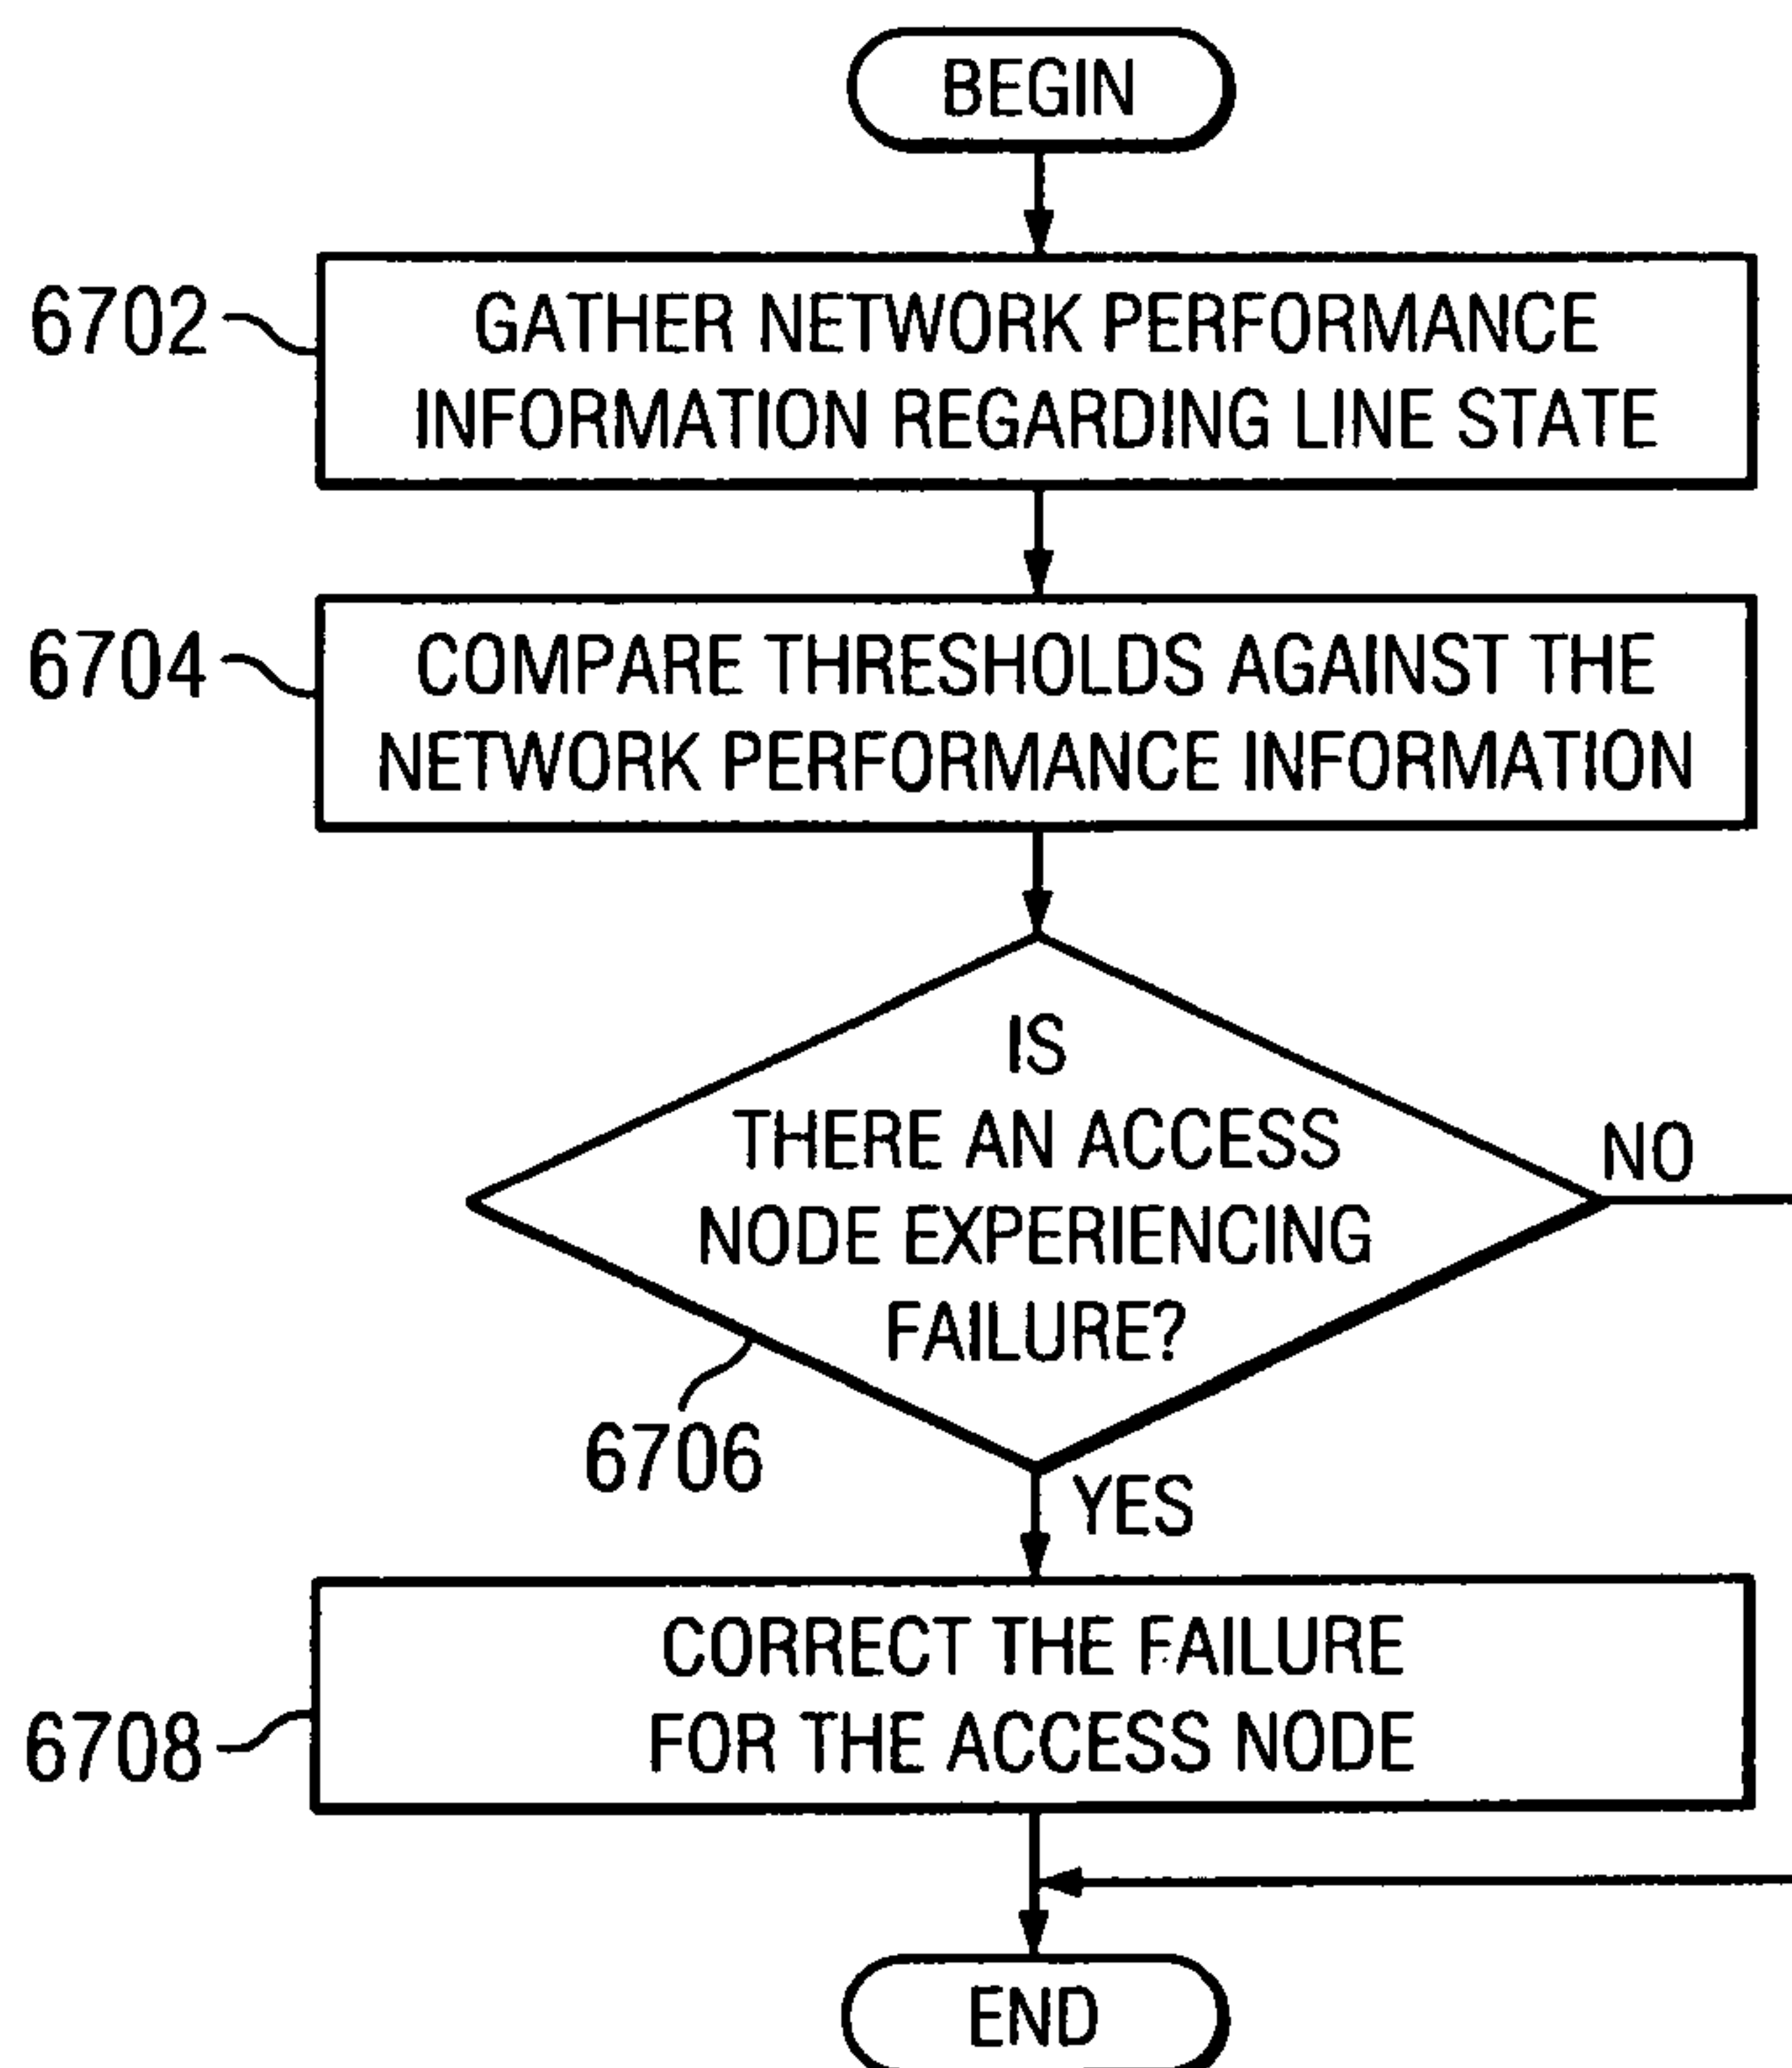 BEGIN
6702
GATHER NETWORK PERFORMANCE
INFORMATION REGARDING LINE STATE
6704
COMPARE THRESHOLDS AGAINST THE
NETWORK PERFORMANCE INFORMATION
IS
THERE AN ACCESS
NODE EXPERIENCING
FAILURE?
NO
6706
YES
6708
CORRECT THE FAILURE
FOR THE ACCESS NODE
END